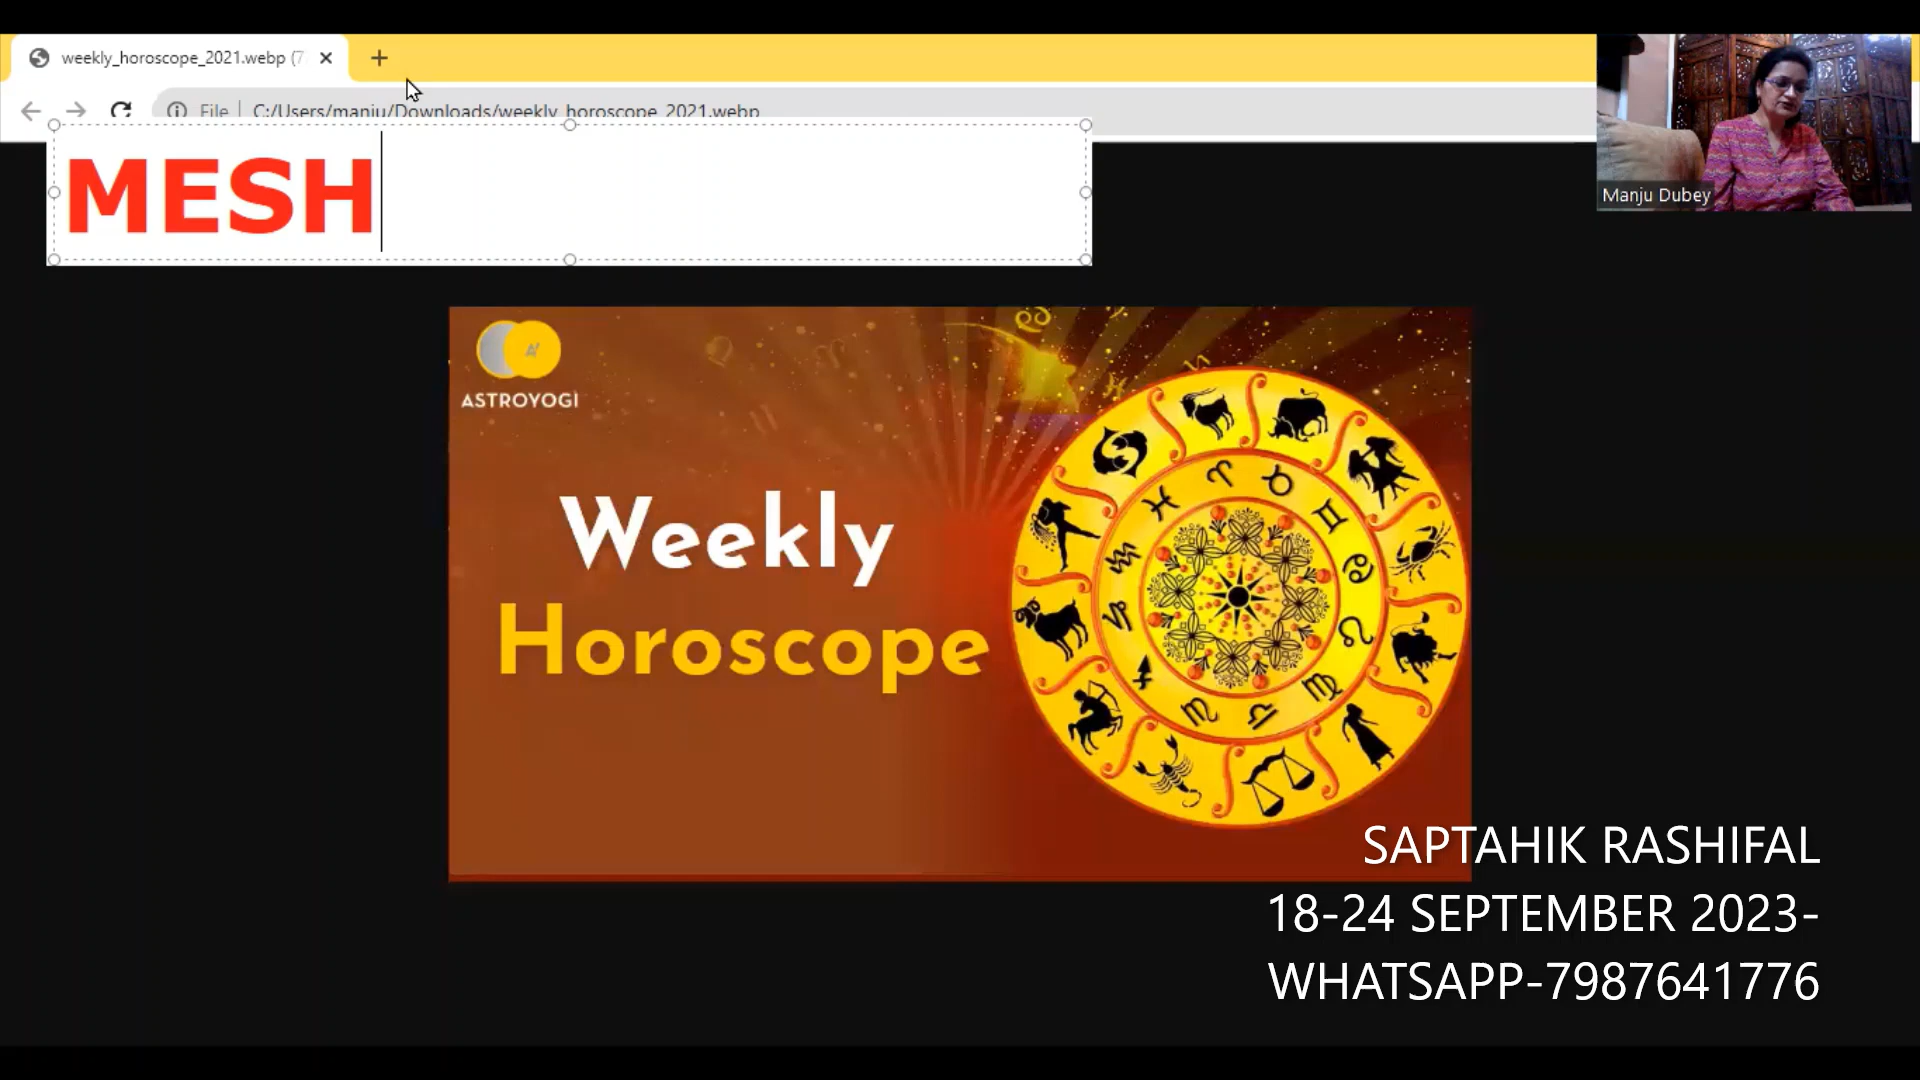 weekly_horoscope_2021.webp (7
File
C:/Users/manju/Downloads/weekly_horoscope_2021.webp
MESH
Manju Dubey
ASTROYOGI
Weekly
Horoscope
SAPTAHIK RASHIFAL
18-24 SEPTEMBER 2023-
WHATSAPP-7987641776